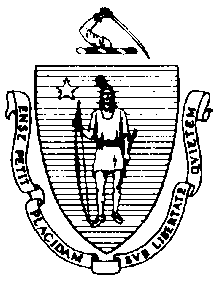 ENSE PETIT
PLACIDAM
SVB LIBERTATE
QVIETEM